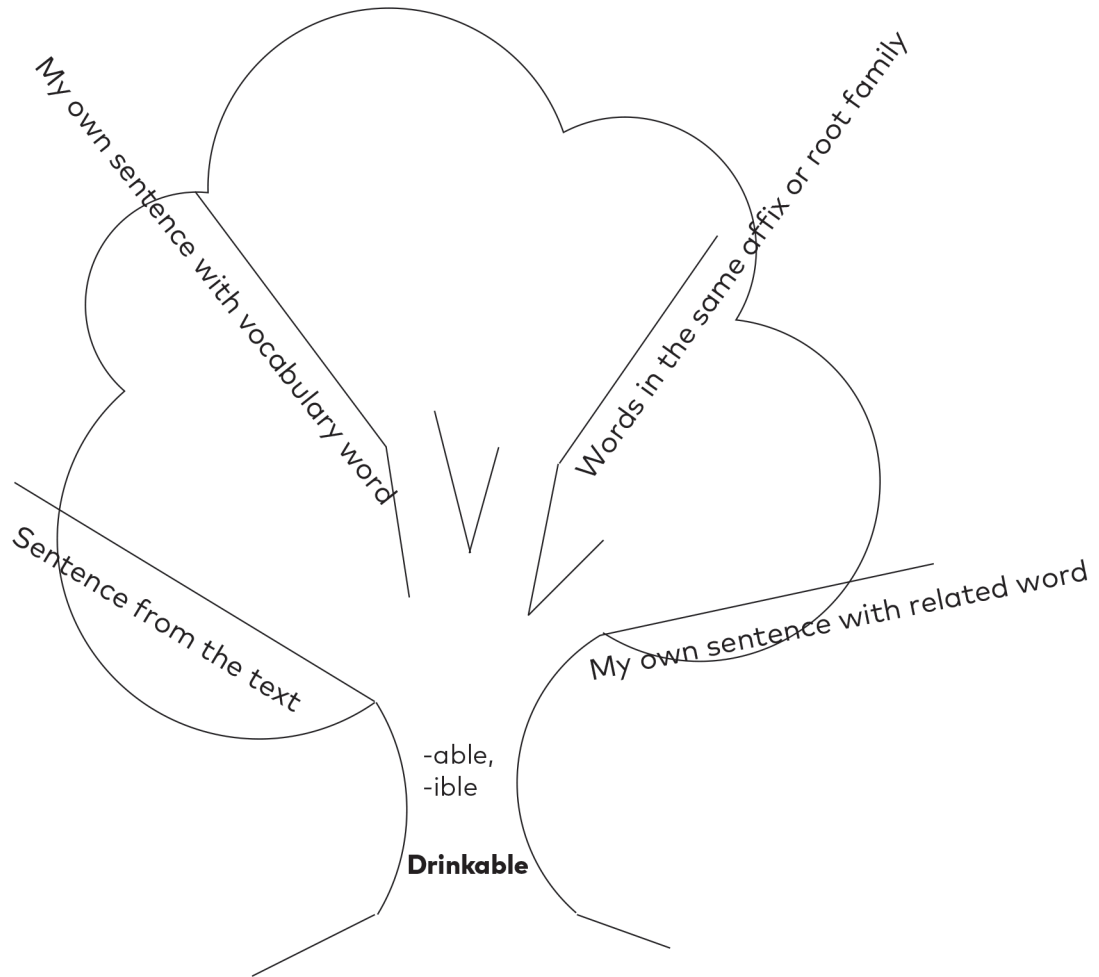 My own sentence with vocabulary word
Words in the same affix or root family
Sentence from the text
My own sentence with related word
-able,
-ible
Drinkable